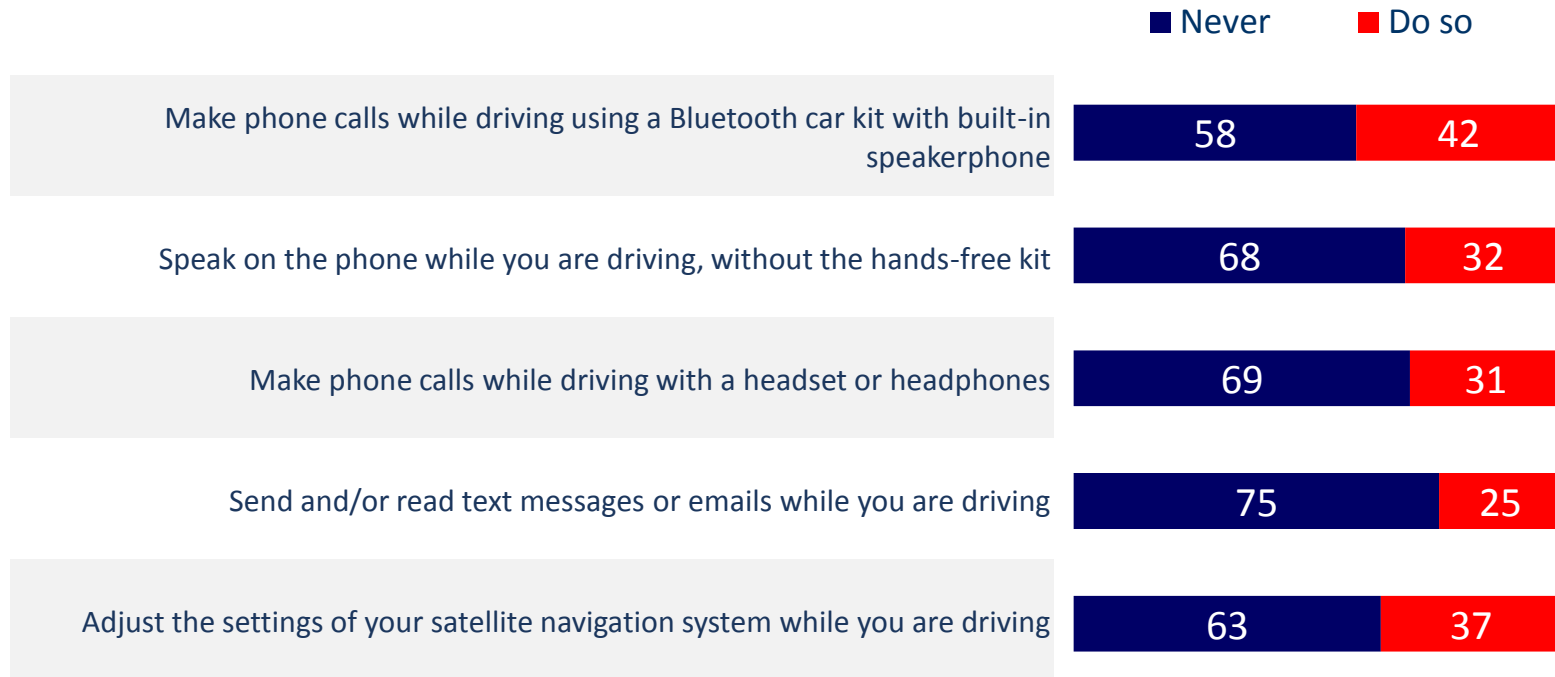 Never Do so
Make phone calls while driving using a Bluetooth car kit with built-in
speakerphone
58 42
Speak on the phone while you are driving, without the hands-free kit
68 32
Make phone calls while driving with a headset or headphones
69 31
Send and/or read text messages or emails while you are driving
75 25
Adjust the settings of your satellite navigation system while you are driving
63 37